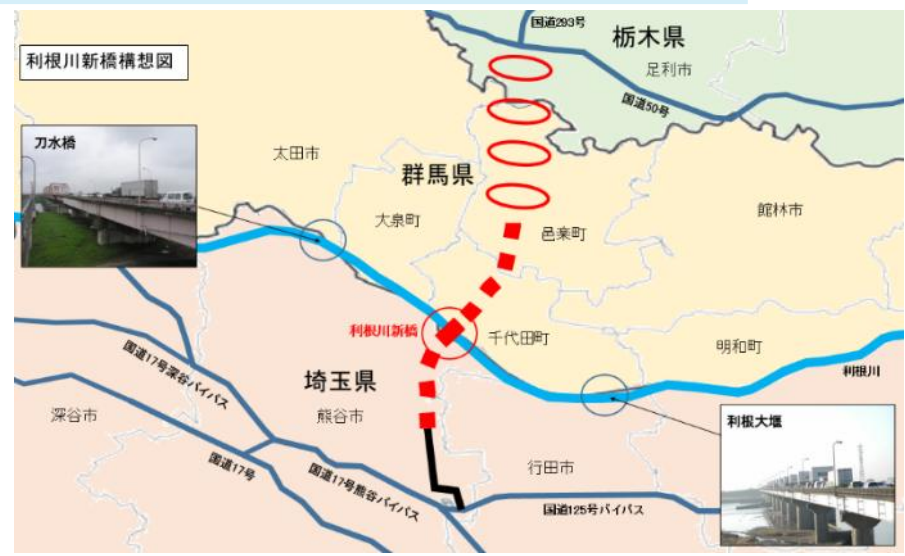 国道293号
栃木県
足利市
利根川新橋構想図
国道50号
刀水橋
太田市
群馬県
館林市
大泉町
邑楽町
利根川新橋
千代田町
明和町
国道17号深谷バイパス
埼玉県
利根川
深谷市
熊谷市
利根大堰
国道17号
国道17号熊谷バイパス
行田市
国道125号バイパス